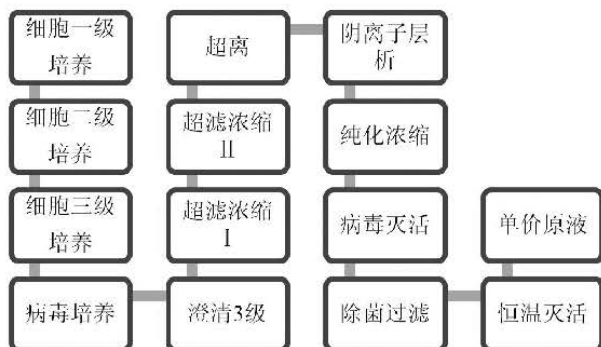 细胞一级
培养
细胞二级
培养
细胞三级
培养
病毒培养
澄清3级
超滤浓缩
I
超滤浓缩
II
超离
阴离子层
析
纯化浓缩
病毒灭活
除菌过滤
恒温灭活
单价原液